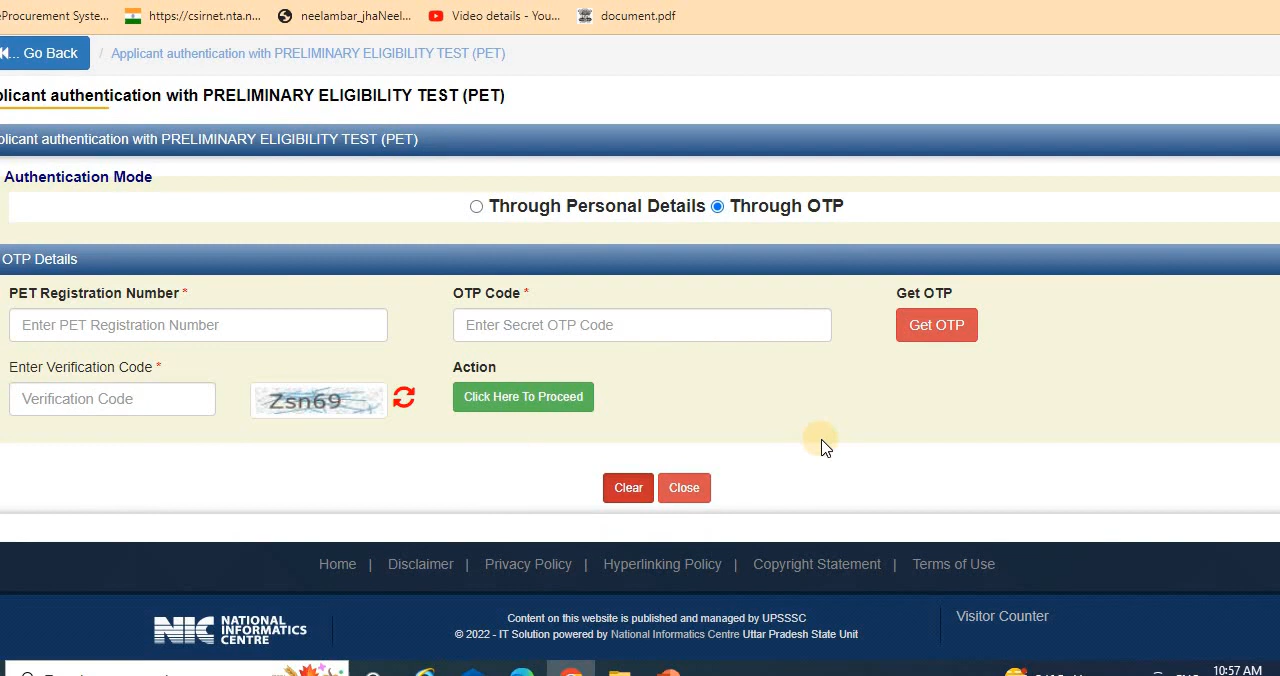 Procurement Syste... https://csirnet.nta.n... neelambar_jhaNeel... Video details - You... document.pdf
Go Back / Applicant authentication with PRELIMINARY ELIGIBILITY TEST (PET)
plicant authentication with PRELIMINARY ELIGIBILITY TEST (PET)
plicant authentication with PRELIMINARY ELIGIBILITY TEST (PET)
Authentication Mode
Through Personal Details Through OTP
OTP Details
PET Registration Number * OTP Code * Get OTP
Enter PET Registration Number Enter Secret OTP Code Get OTP
Enter Verification Code * Action
Verification Code Zsn69 Click Here To Proceed
Clear Close
Home | Disclaimer | Privacy Policy | Hyperlinking Policy | Copyright Statement | Terms of Use
NIC NATIONAL INFORMATICS CENTRE
Content on this website is published and managed by UPSSSC
© 2022 - IT Solution powered by National Informatics Centre Uttar Pradesh State Unit
Visitor Counter
10:57 AM